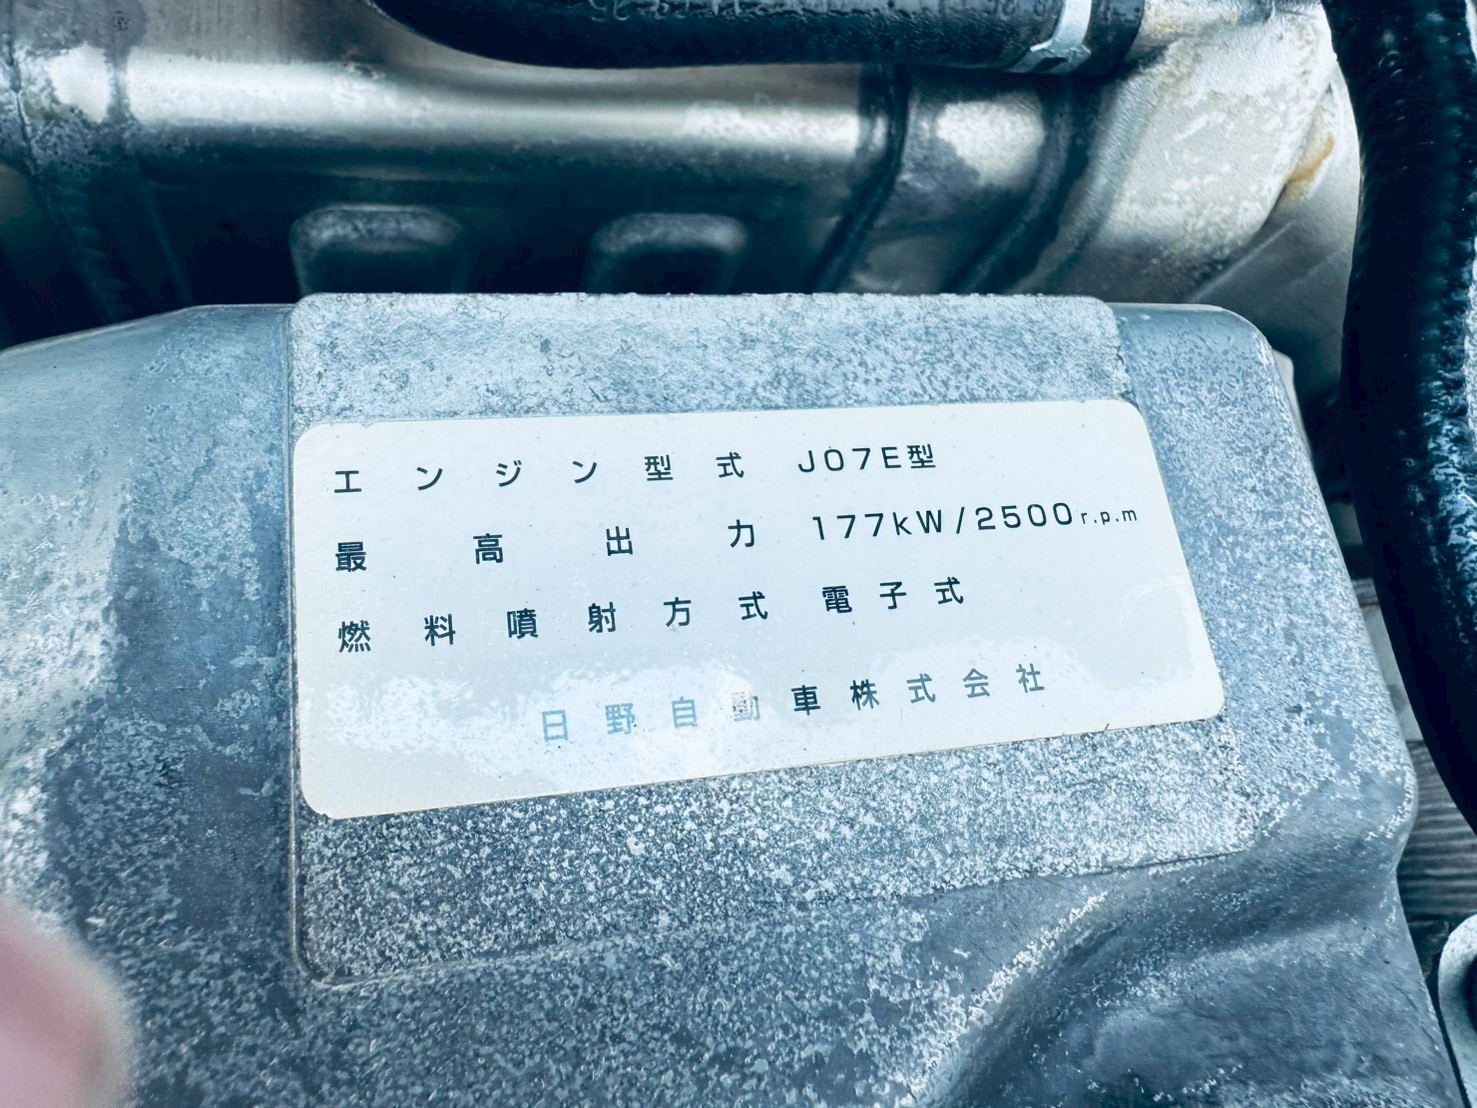 エンジン型式 J07E型
最高出力 177kW/2500r.p.m
燃料噴射方式 電子式
日野自動車株式会社